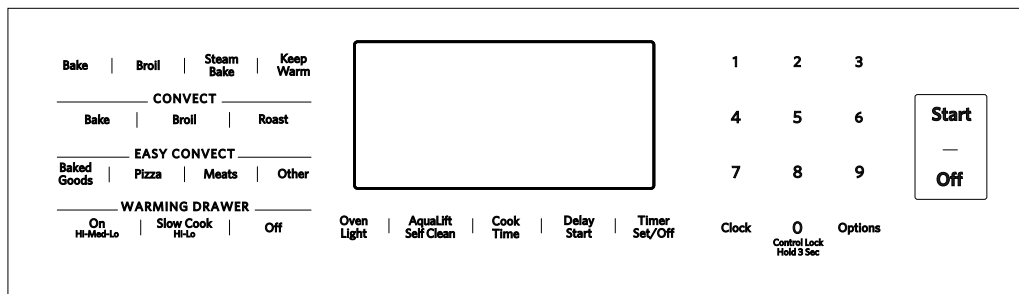 Bake | Broil | Steam Bake | Keep Warm
CONVECT
Bake | Broil | Roast
EASY CONVECT
Baked Goods | Pizza | Meats | Other
WARMING DRAWER
On Hi-Med-Lo | Slow Cook Hi-Lo | Off
Oven Light | AquaLift Self Clean | Cook Time | Delay Start | Timer Set/Off
1 2 3
4 5 6
7 8 9
Clock 0 Options
Control Lock
Hold 3 Sec
Start
—
Off